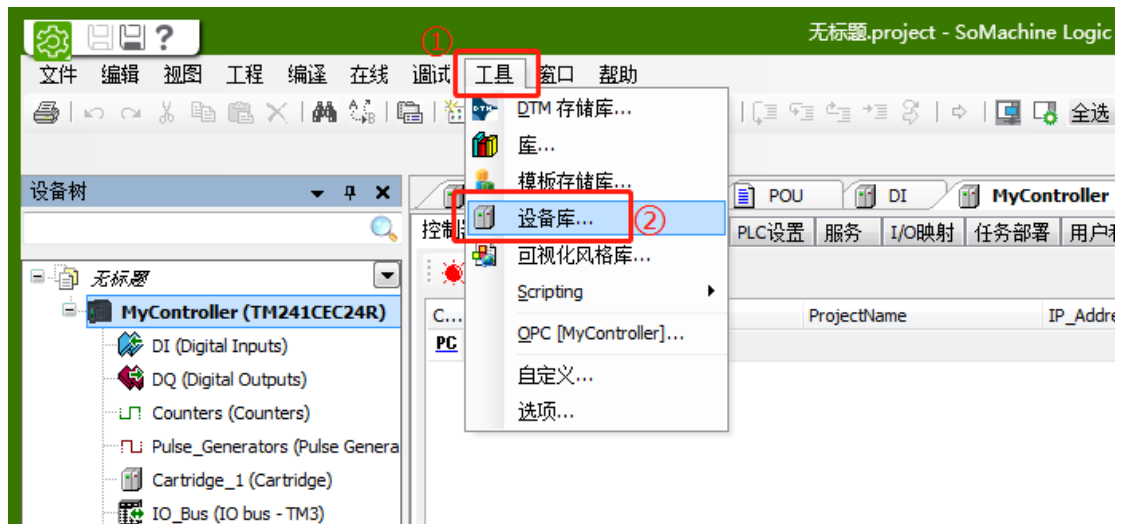 无标题.project - SoMachine Logic
①
文件 编辑 视图 工程 编译 在线 调试 工具 窗口 帮助
全选
DTM 存储库...
库...
模板存储库...
设备库... ②
可视化风格库...
Scripting
OPC [MyController]...
自定义...
选项...
设备树
POU DI MyController
PLC设置 服务 I/O映射 任务部署
C... ProjectName IP_Addre
PC
无标题
MyController (TM241CEC24R)
DI (Digital Inputs)
DQ (Digital Outputs)
Counters (Counters)
Pulse_Generators (Pulse Genera
Cartridge_1 (Cartridge)
IO_Bus (IO bus - TM3)